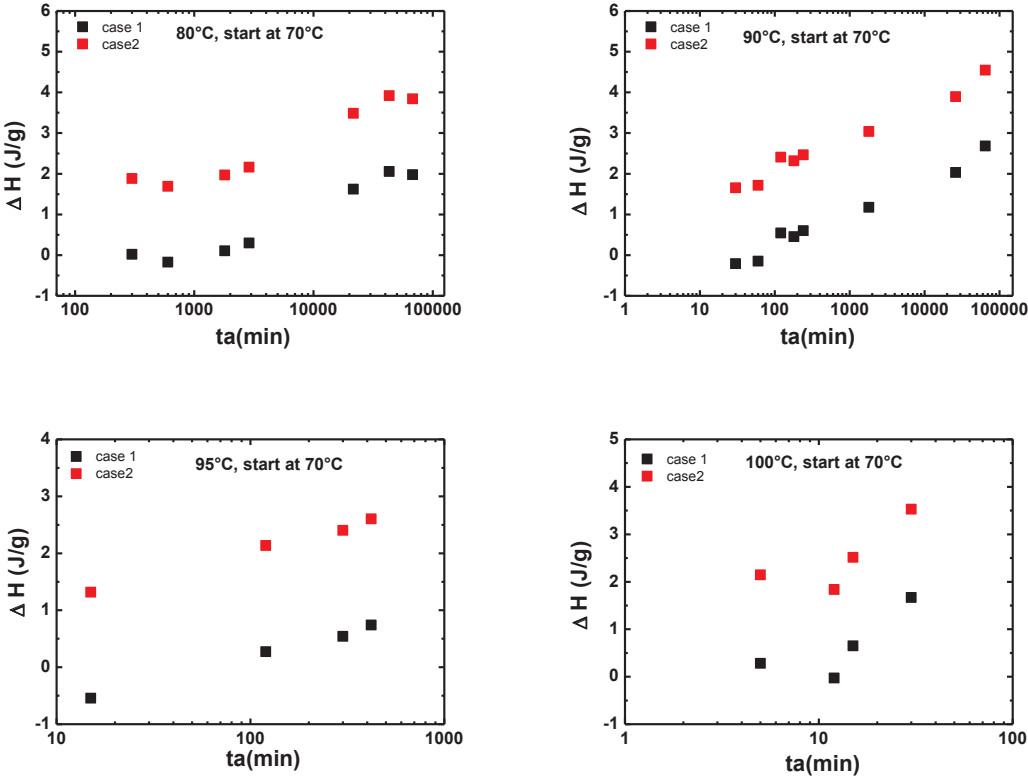 case 1
case2
80°C, start at 70°C
6
5
4
3
2
1
0
-1
Δ H (J/g)
100
1000
10000
100000
ta(min)
case 1
case2
90°C, start at 70°C
6
5
4
3
2
1
0
-1
Δ H (J/g)
1
10
100
1000
10000
100000
ta(min)
case 1
case2
95°C, start at 70°C
4
3
2
1
0
-1
Δ H (J/g)
10
100
1000
ta(min)
case 1
case2
100°C, start at 70°C
5
4
3
2
1
0
-1
Δ H (J/g)
1
10
100
ta(min)